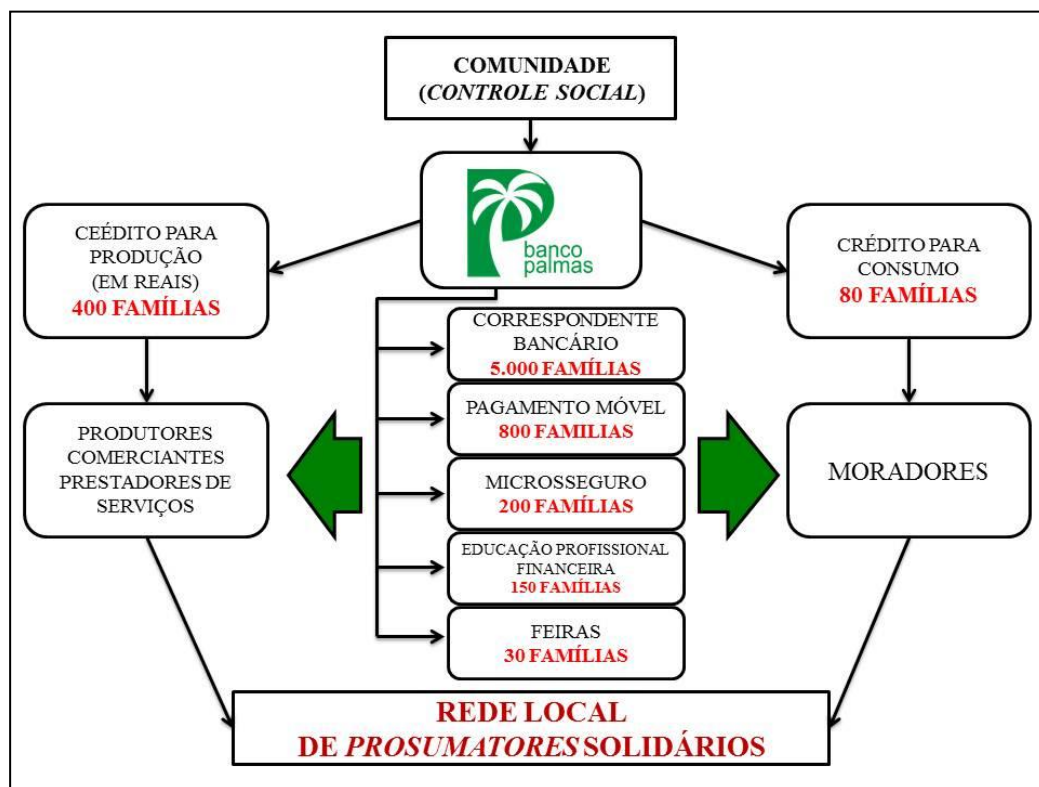 COMUNIDADE
(CONTROLE SOCIAL)
banco
palmas
CEÉDITO PARA
PRODUÇÃO
(EM REAIS)
400 FAMÍLIAS
CRÉDITO PARA
CONSUMO
80 FAMÍLIAS
CORRESPONDENTE
BANCÁRIO
5.000 FAMÍLIAS
PAGAMENTO MÓVEL
800 FAMILIAS
MICROSSEGURO
200 FAMÍLIAS
EDUCAÇÃO PROFISSIONAL
FINANCEIRA
150 FAMÍLIAS
FEIRAS
30 FAMÍLIAS
PRODUTORES
COMERCIANTES
PRESTADORES DE
SERVIÇOS
MORADORES
REDE LOCAL
DE PROSUMATORES SOLIDÁRIOS